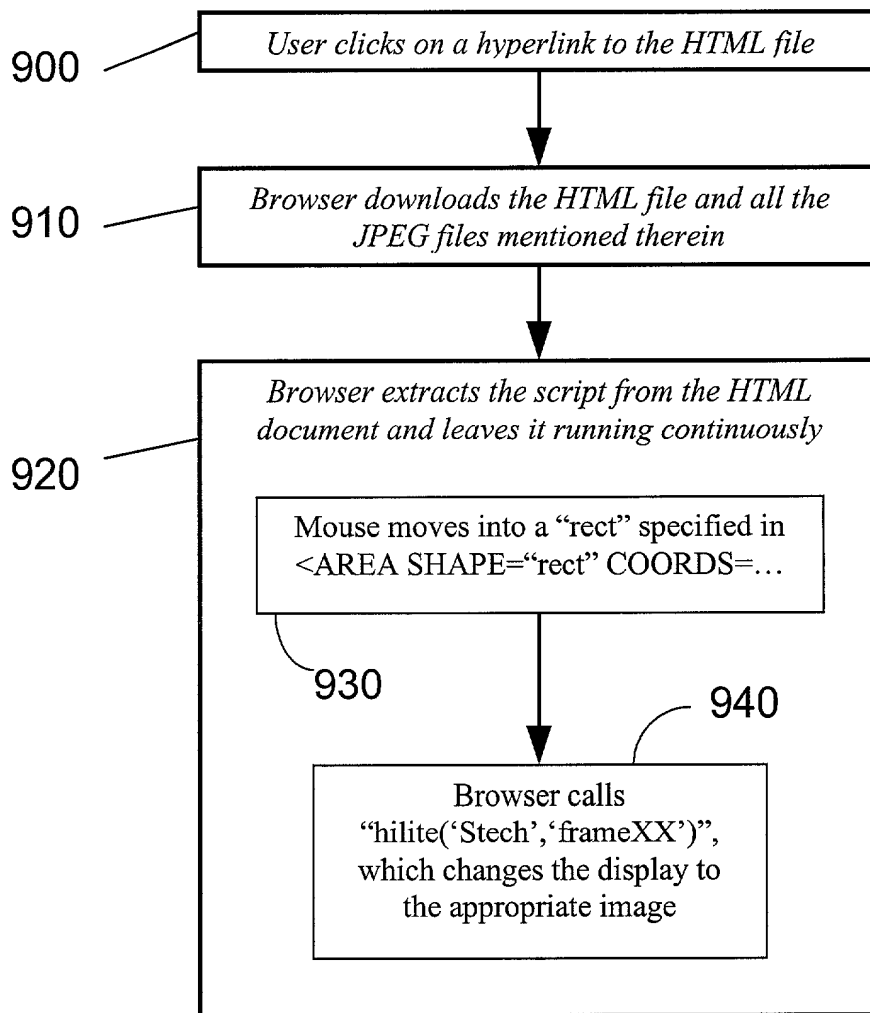 User clicks on a hyperlink to the HTML file
900
Browser downloads the HTML file and all the
JPEG files mentioned therein
910
Browser extracts the script from the HTML
document and leaves it running continuously
920
Mouse moves into a “rect” specified in
<AREA SHAPE=“rect” COORDS=…
930
940
Browser calls
“hilite(‘Stech’,‘frameXX’)”,
which changes the display to
the appropriate image